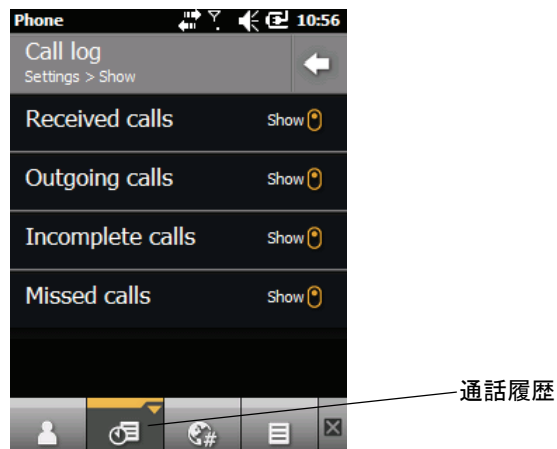 Phone 10:56
Call log
Settings > Show
Received calls Show
Outgoing calls Show
Incomplete calls Show
Missed calls Show
#
通話履歴